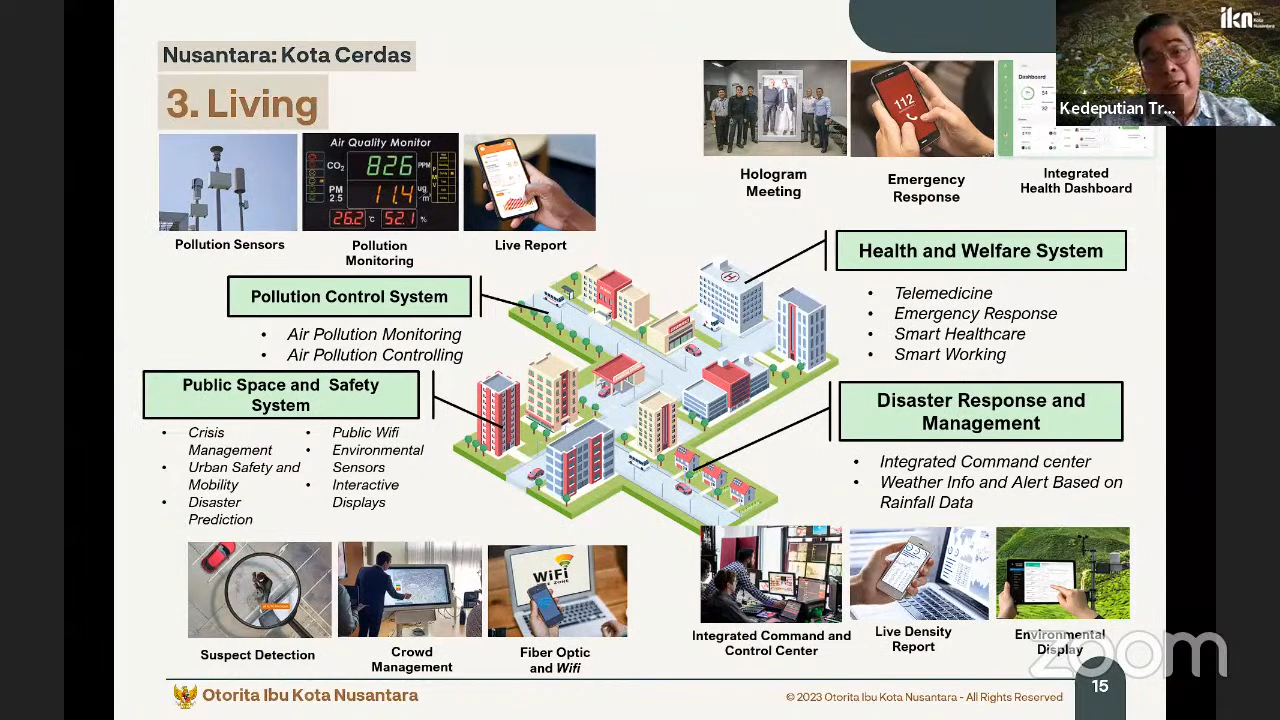 Nusantara: Kota Cerdas
3. Living
ikn
Ibu
Kota
Nusantara
Kedeputian Tr...
Air Quality Monitor
CO2
826
PPM
PM
2.5
11.4
ug
m³
26.2 °C
52.1 %
112
Dashboard
Pollution Sensors
Pollution
Monitoring
Live Report
Hologram
Meeting
Emergency
Response
Integrated
Health Dashboard
Pollution Control System
• Air Pollution Monitoring
• Air Pollution Controlling
Health and Welfare System
• Telemedicine
• Emergency Response
• Smart Healthcare
• Smart Working
Public Space and Safety
System
• Crisis
Management
• Urban Safety and
Mobility
• Disaster
Prediction
• Public Wifi
• Environmental
Sensors
• Interactive
Displays
Disaster Response and
Management
• Integrated Command center
• Weather Info and Alert Based on
Rainfall Data
H
WiFi
Suspect Detection
Crowd
Management
Fiber Optic
and Wifi
Integrated Command and
Control Center
Live Density
Report
Environmental
Display
zoom
Otorita Ibu Kota Nusantara
© 2023 Otorita Ibu Kota Nusantara - All Rights Reserved
15